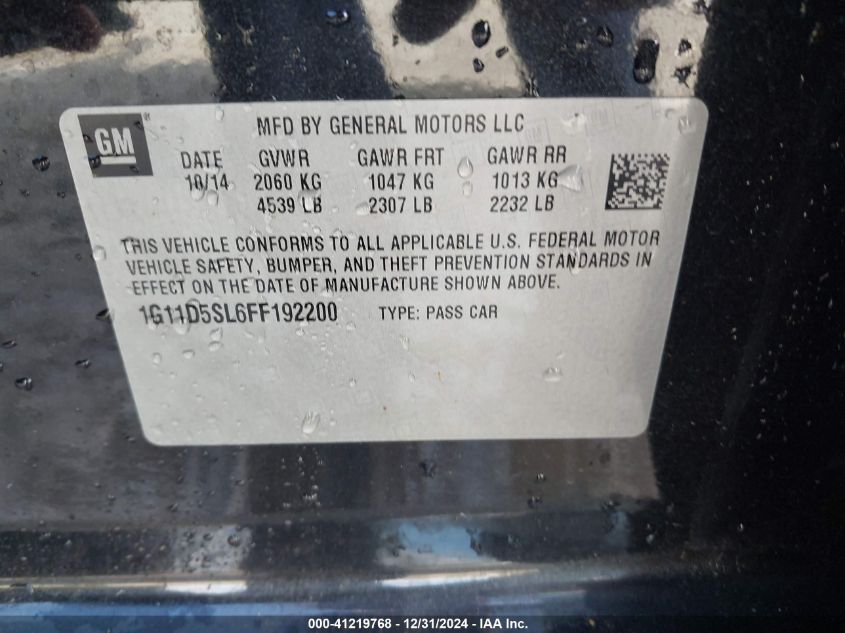 GM
MFD BY GENERAL MOTORS LLC
DATE GVWR GAWR FRT GAWR RR
10/14 2060 KG 1047 KG 1013 KG
4539 LB 2307 LB 2232 LB
THIS VEHICLE CONFORMS TO ALL APPLICABLE U.S. FEDERAL MOTOR
VEHICLE SAFETY, BUMPER, AND THEFT PREVENTION STANDARDS IN
EFFECT ON THE DATE OF MANUFACTURE SHOWN ABOVE.
1G11D5SL6FF192200 TYPE: PASS CAR
000-41219768 - 12/31/2024 - IAA Inc.